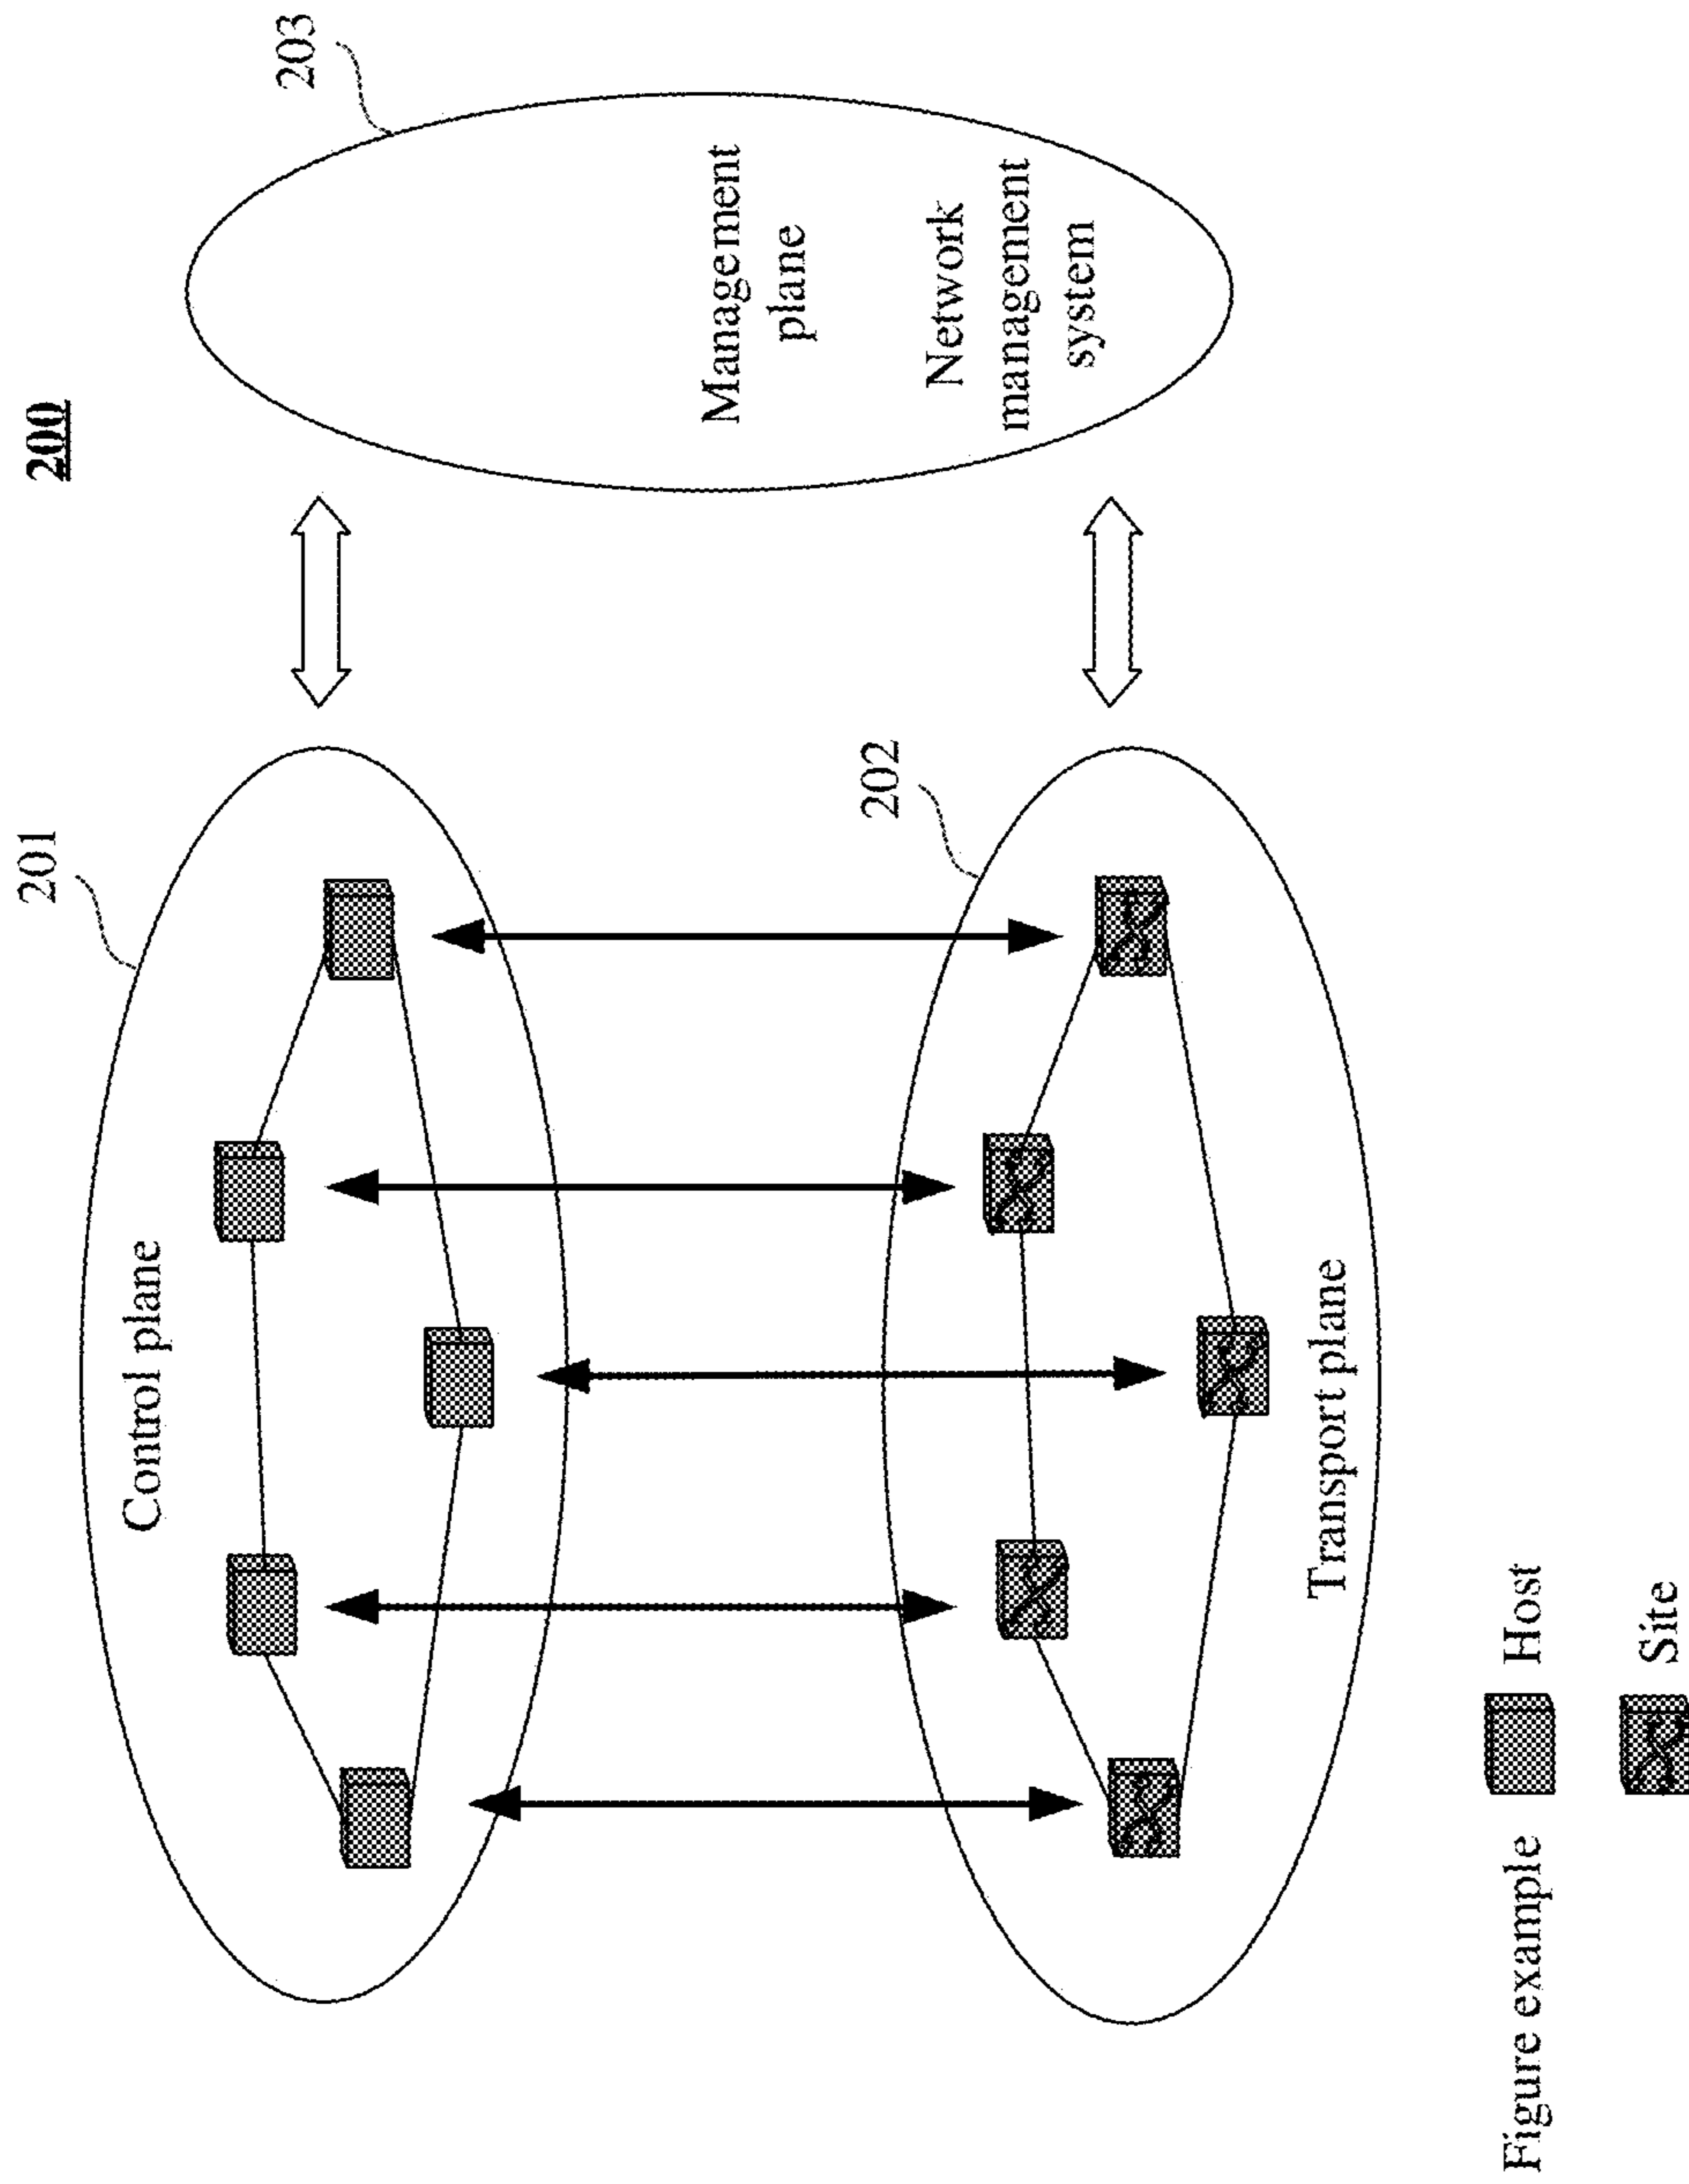 200
201
Control plane
203
Management
plane
Network
management
system
202
Transport plane
Figure example
Host
Site